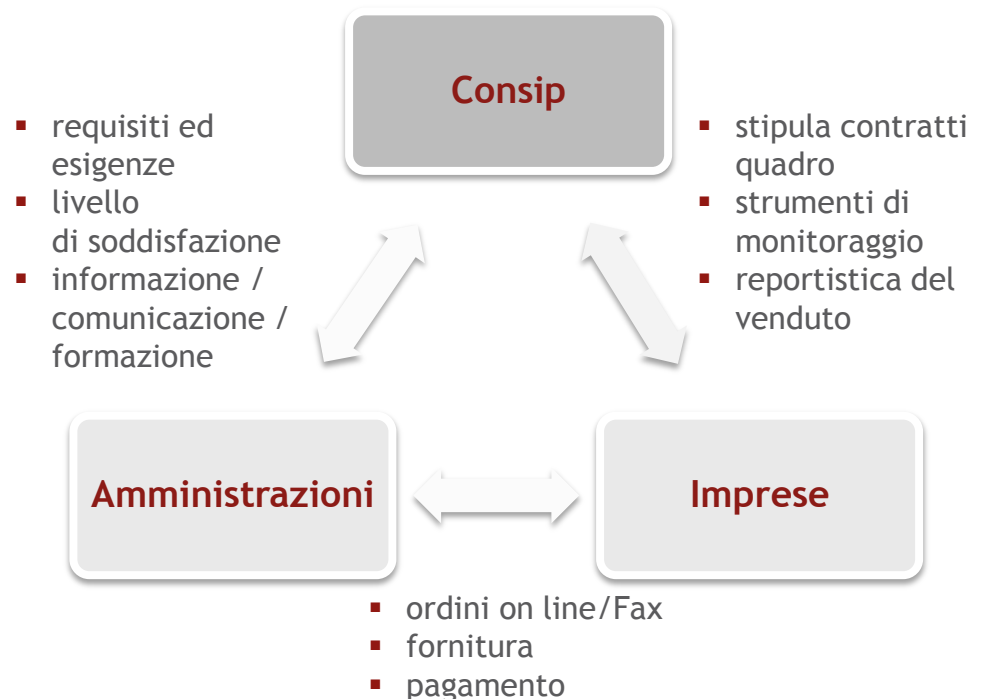 Consip
▪ requisiti ed
esigenze
▪ livello
di soddisfazione
▪ informazione /
comunicazione /
formazione
▪ stipula contratti
quadro
▪ strumenti di
monitoraggio
▪ reportistica del
venduto
Amministrazioni
Imprese
▪ ordini on line/Fax
▪ fornitura
▪ pagamento